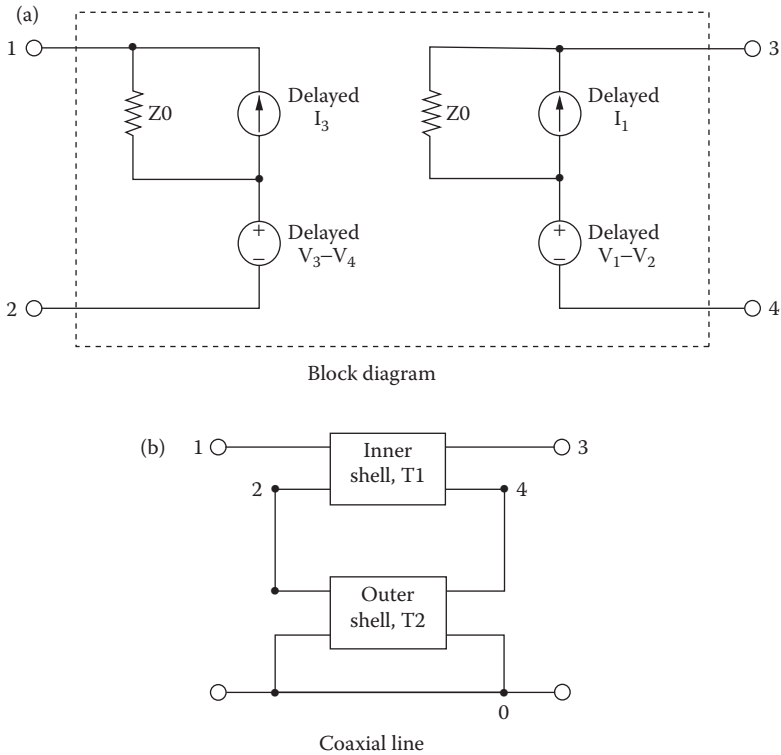 (a)
1
3
Z0
Delayed
I₃
Z0
Delayed
I₁
Delayed
V₃–V₄
Delayed
V₁–V₂
2
4
Block diagram
(b)
1
Inner
shell, T1
3
2
4
Outer
shell, T2
0
Coaxial line